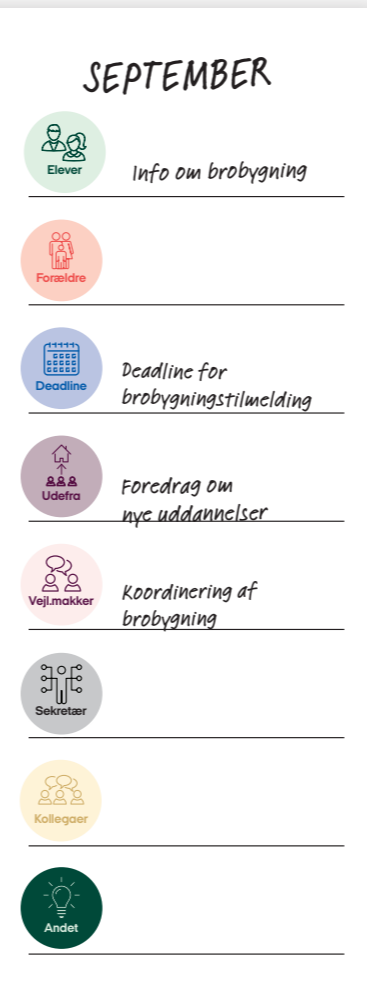 SEPTEMBER
Elever
Info om brobygning
Forældre
Deadline
Deadline for
brobygningstilmelding
Udefra
Foredrag om
nye uddannelser
Vejl.makker
Koordinering af
brobygning
Sekretær
Kollegaer
Andet